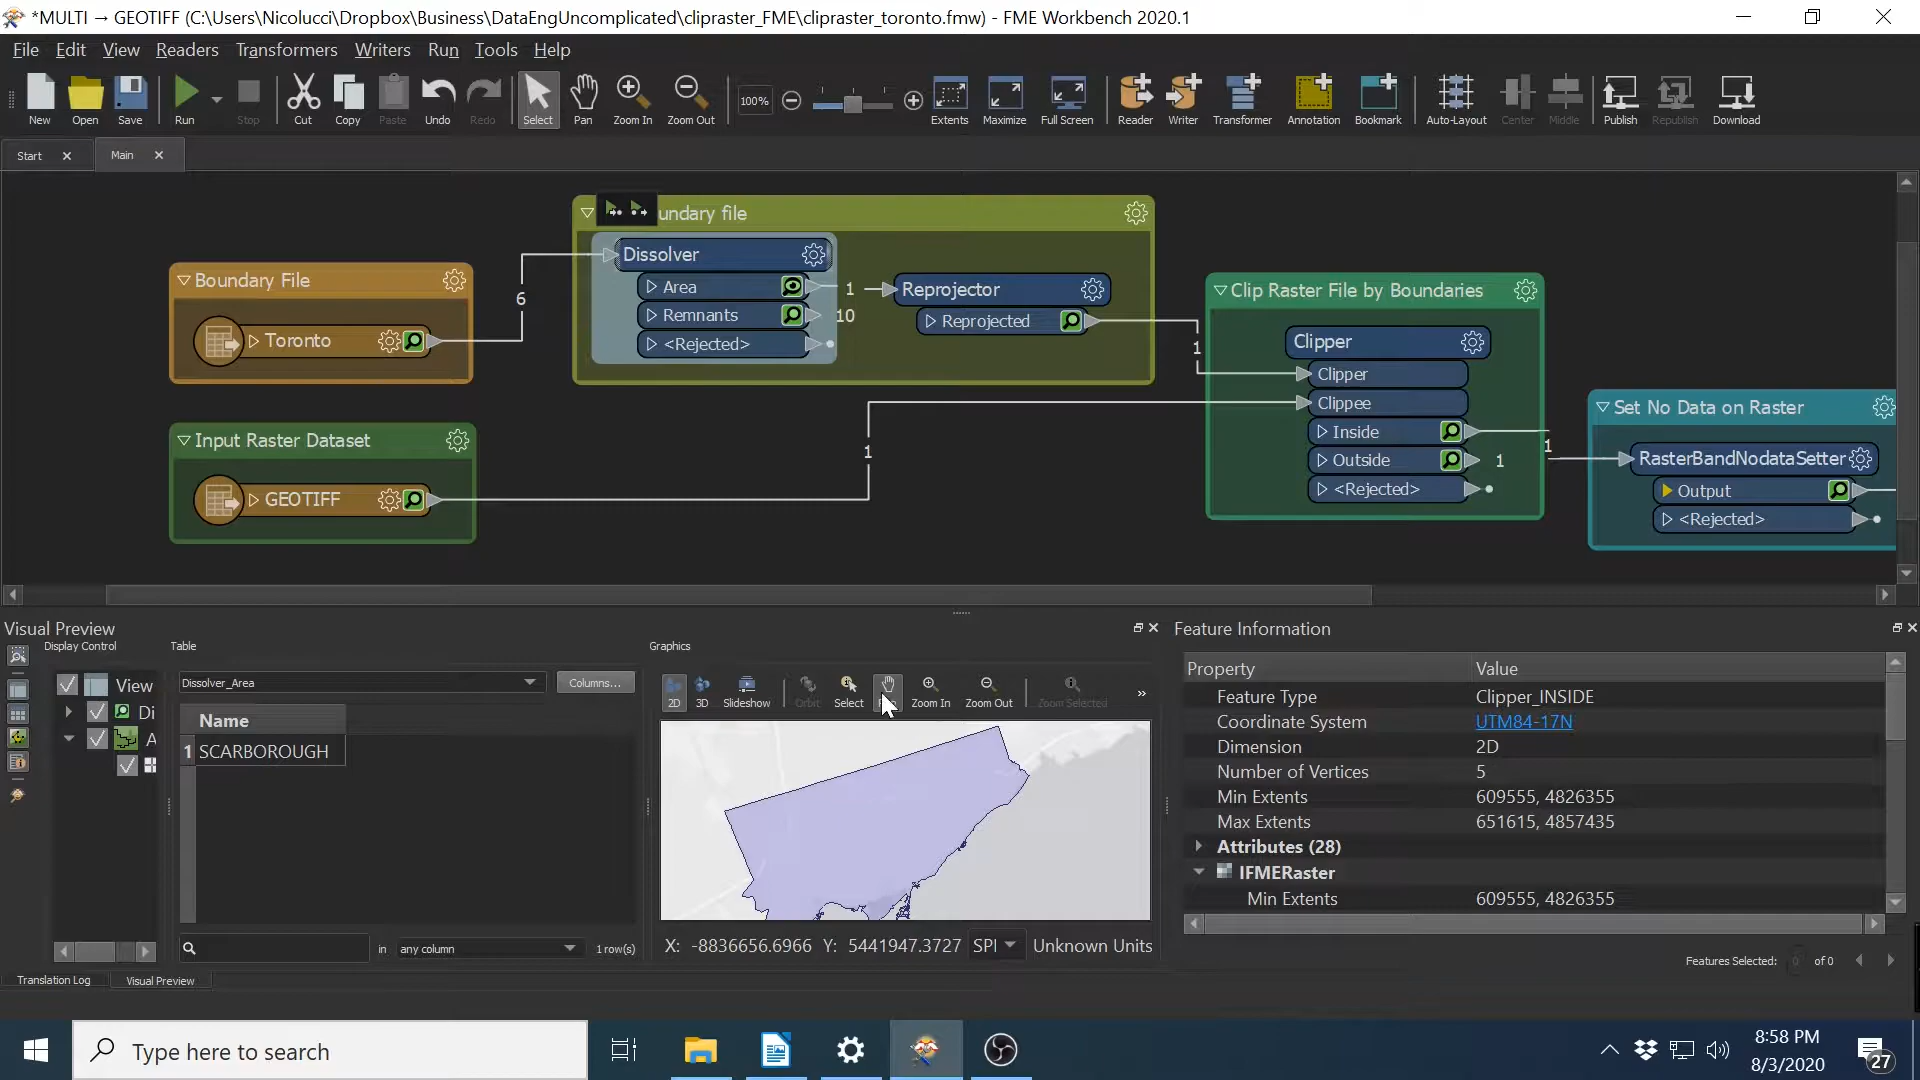 *MULTI → GEOTIFF (C:\Users\Nicolucci\Dropbox\Business\DataEngUncomplicated\clipraster_FME\clipraster_toronto.fmw) - FME Workbench 2020.1
File Edit View Readers Transformers Writers Run Tools Help
100%
New Open Save Run Stop Cut Copy Paste Undo Redo Select Pan Zoom In Zoom Out Extents Maximize Full Screen Reader Writer Transformer Annotation Bookmark Auto-Layout Center Middle Publish Republish Download
Start Main
undary file
Dissolver
Boundary File
Area 1
Reprojector
Clip Raster File by Boundaries
6
Remnants 10
Reprojected
Toronto
<Rejected>
1
Clipper
Clipper
Clippee
Set No Data on Raster
Input Raster Dataset
Inside
1
1
Outside 1
RasterBandNodataSetter
<Rejected>
Output
GEOTIFF
<Rejected>
Visual Preview
Display Control Table Graphics
Feature Information
View
Di
A
Dissolver_Area Columns...
Name
1 SCARBOROUGH
in any column 1 row(s)
2D 3D Slideshow Orbit Select Zoom In Zoom Out Zoom Selected »
X: -8836656.6966 Y: 5441947.3727 SPI Unknown Units
Property Value
Feature Type Clipper_INSIDE
Coordinate System UTM84-17N
Dimension 2D
Number of Vertices 5
Min Extents 609555, 4826355
Max Extents 651615, 4857435
Attributes (28)
IFMERaster
Min Extents 609555, 4826355
Features Selected: 0 of 0
Translation Log Visual Preview
Type here to search
8:58 PM
8/3/2020
27